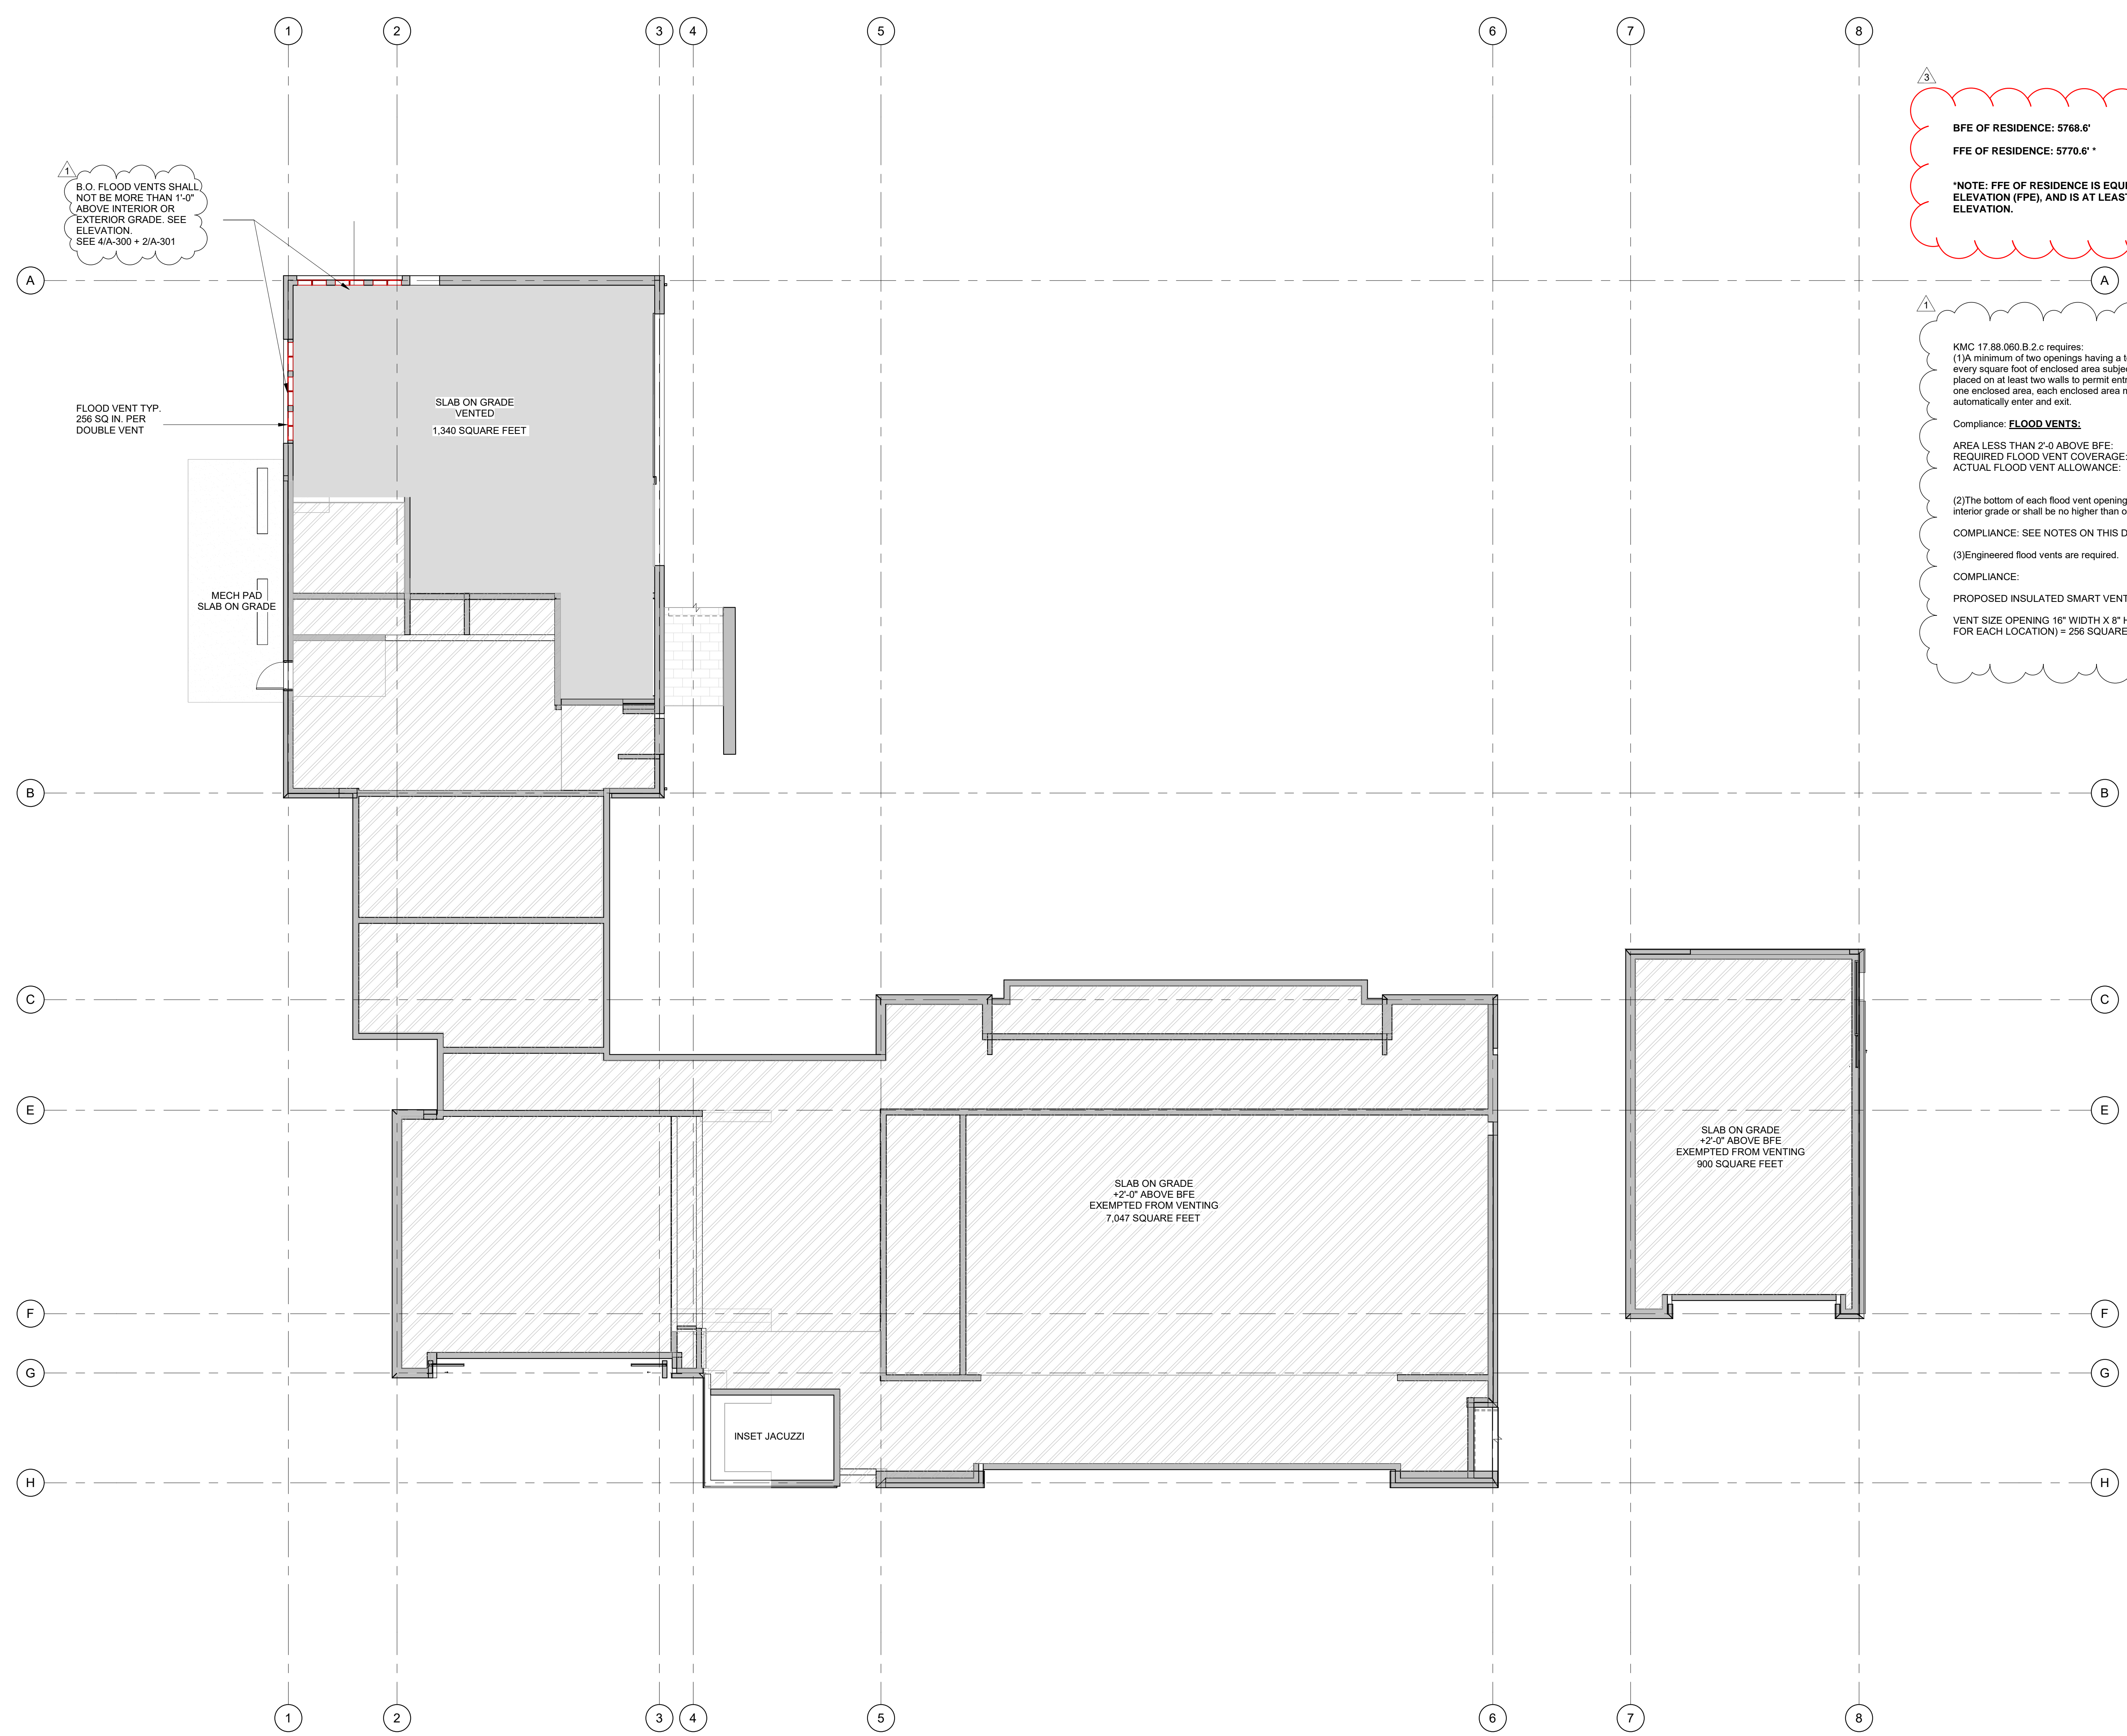 1
2
3
4
5
6
7
8
3
BFE OF RESIDENCE: 5768.6'
FFE OF RESIDENCE: 5770.6' *
*NOTE: FFE OF RESIDENCE IS
ELEVATION (FPE), AND IS AT
ELEVATION.
1
B.O. FLOOD VENTS SHALL
NOT BE MORE THAN 1'-0"
ABOVE INTERIOR OR
EXTERIOR GRADE. SEE
ELEVATION.
SEE 4/A-300 + 2/A-301
A
A
1
KMC 17.88.060.B.2.c requires:
(1)A minimum of two openings having a
every square foot of enclosed area
placed on at least two walls to permit
one enclosed area, each enclosed area
automatically enter and exit.
Compliance: FLOOD VENTS:
AREA LESS THAN 2'-0 ABOVE BFE:
REQUIRED FLOOD VENT COVERAGE:
ACTUAL FLOOD VENT ALLOWANCE:
(2)The bottom of each flood vent opening
interior grade or shall be no higher than
COMPLIANCE: SEE NOTES ON THIS
(3)Engineered flood vents are required.
COMPLIANCE:
PROPOSED INSULATED SMART VENT
VENT SIZE OPENING 16" WIDTH X 8"
FOR EACH LOCATION) = 256 SQUARE
FLOOD VENT TYP.
256 SQ IN. PER
DOUBLE VENT
SLAB ON GRADE
VENTED
1,340 SQUARE FEET
MECH PAD
SLAB ON GRADE
B
B
C
C
E
E
SLAB ON GRADE
+2'-0" ABOVE BFE
EXEMPTED FROM VENTING
900 SQUARE FEET
SLAB ON GRADE
+2'-0" ABOVE BFE
EXEMPTED FROM VENTING
7,047 SQUARE FEET
F
F
G
G
INSET JACUZZI
H
H
1
2
3
4
5
6
7
8